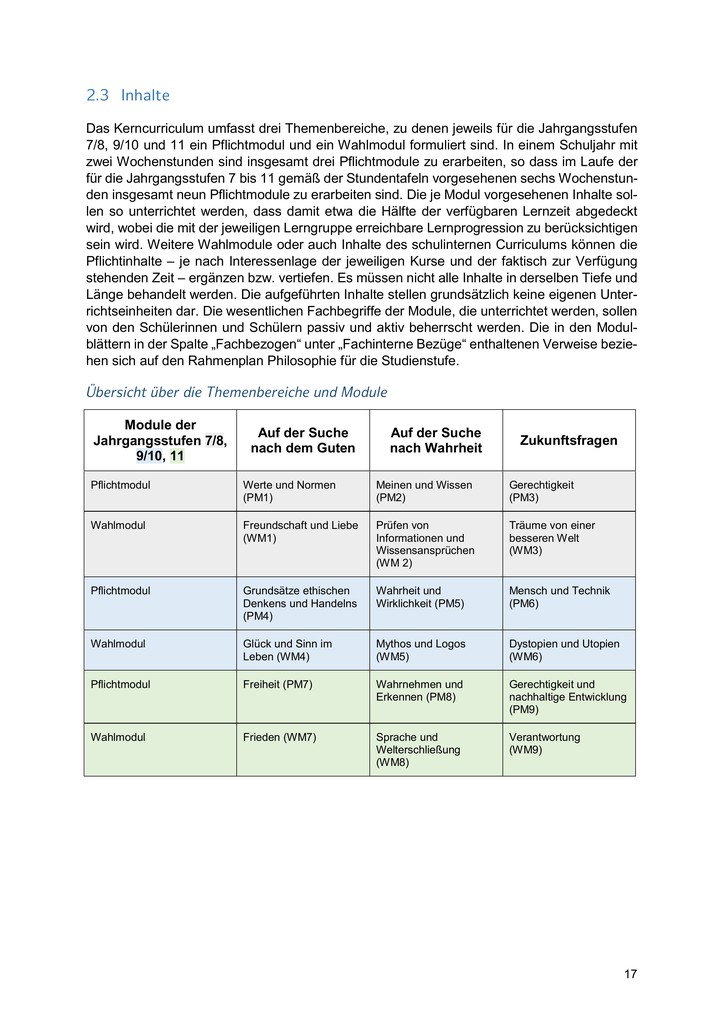 2.3 Inhalte
Das Kerncurriculum umfasst drei Themenbereiche, zu denen jeweils für die Jahrgangsstufen
7/8, 9/10 und 11 ein Pflichtmodul und ein Wahlmodul formuliert sind. In einem Schuljahr mit
zwei Wochenstunden sind insgesamt drei Pflichtmodule zu erarbeiten, so dass im Laufe der
für die Jahrgangsstufen 7 bis 11 gemäß der Stundentafeln vorgesehenen sechs Wochenstun-
den insgesamt neun Pflichtmodule zu erarbeiten sind. Die je Modul vorgesehenen Inhalte sol-
len so unterrichtet werden, dass damit etwa die Hälfte der verfügbaren Lernzeit abgedeckt
wird, wobei die mit der jeweiligen Lerngruppe erreichbare Lernprogression zu berücksichtigen
sein wird. Weitere Wahlmodule oder auch Inhalte des schulinternen Curriculums können die
Pflichtinhalte – je nach Interessenlage der jeweiligen Kurse und der faktisch zur Verfügung
stehenden Zeit – ergänzen bzw. vertiefen. Es müssen nicht alle Inhalte in derselben Tiefe und
Länge behandelt werden. Die aufgeführten Inhalte stellen grundsätzlich keine eigenen Unter-
richtseinheiten dar. Die wesentlichen Fachbegriffe der Module, die unterrichtet werden, sollen
von den Schülerinnen und Schülern passiv und aktiv beherrscht werden. Die in den Modul-
blättern in der Spalte „Fachbezogen“ unter „Fachinterne Bezüge“ enthaltenen Verweise bezie-
hen sich auf den Rahmenplan Philosophie für die Studienstufe.
Übersicht über die Themenbereiche und Module
Module der
Jahrgangsstufen 7/8,
9/10, 11
Auf der Suche
nach dem Guten
Auf der Suche
nach Wahrheit
Zukunftsfragen
Pflichtmodul
Werte und Normen
(PM1)
Meinen und Wissen
(PM2)
Gerechtigkeit
(PM3)
Wahlmodul
Freundschaft und Liebe
(WM1)
Prüfen von
Informationen und
Wissensansprüchen
(WM 2)
Träume von einer
besseren Welt
(WM3)
Pflichtmodul
Grundsätze ethischen
Denkens und Handelns
(PM4)
Wahrheit und
Wirklichkeit (PM5)
Mensch und Technik
(PM6)
Wahlmodul
Glück und Sinn im
Leben (WM4)
Mythos und Logos
(WM5)
Dystopien und Utopien
(WM6)
Pflichtmodul
Freiheit (PM7)
Wahrnehmen und
Erkennen (PM8)
Gerechtigkeit und
nachhaltige Entwicklung
(PM9)
Wahlmodul
Frieden (WM7)
Sprache und
Welterschließung
(WM8)
Verantwortung
(WM9)
17